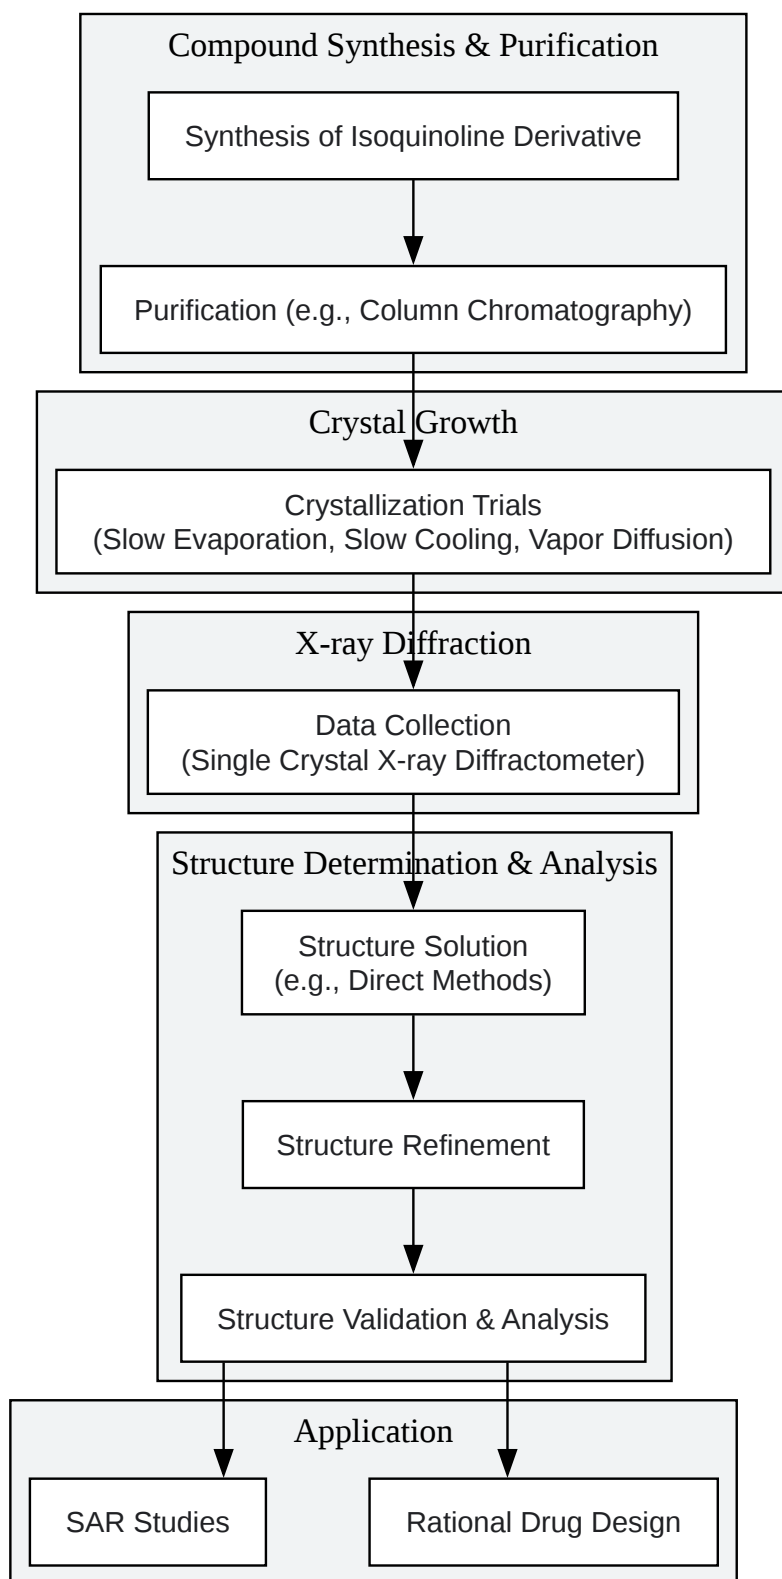 Compound Synthesis & Purification
Synthesis of Isoquinoline Derivative
Purification (e.g., Column Chromatography)
Crystal Growth
Crystallization Trials
(Slow Evaporation, Slow Cooling, Vapor Diffusion)
X-ray Diffraction
Data Collection
(Single Crystal X-ray Diffractometer)
Structure Determination & Analysis
Structure Solution
(e.g., Direct Methods)
Structure Refinement
Structure Validation & Analysis
Application
SAR Studies
Rational Drug Design